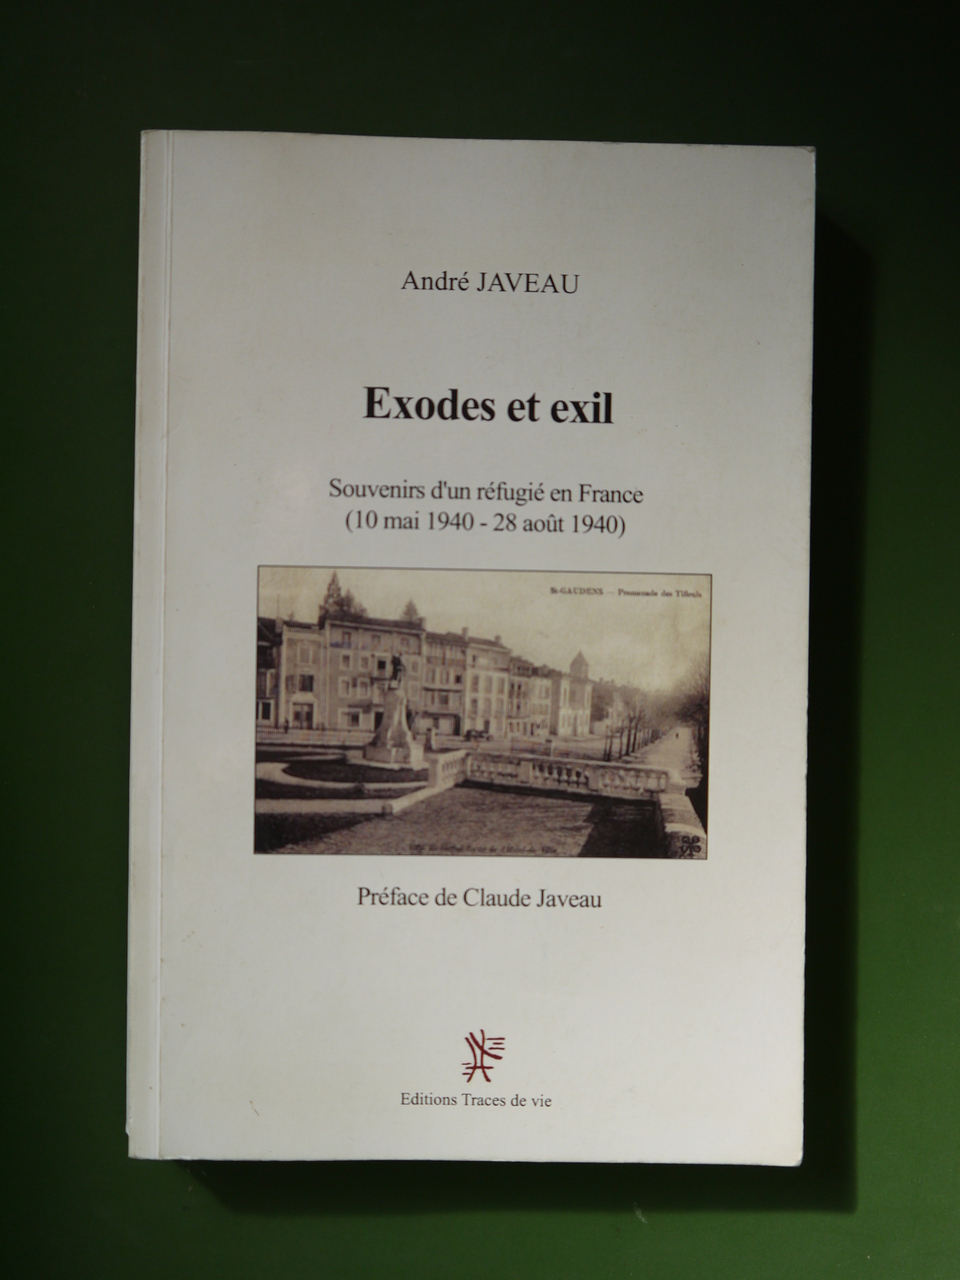 André JAVEAU
Exodes et exil
Souvenirs d'un réfugié en France
(10 mai 1940 - 28 août 1940)
St-GAUDENS — Promenade des Tilleuls
Préface de Claude Javeau
Editions Traces de vie